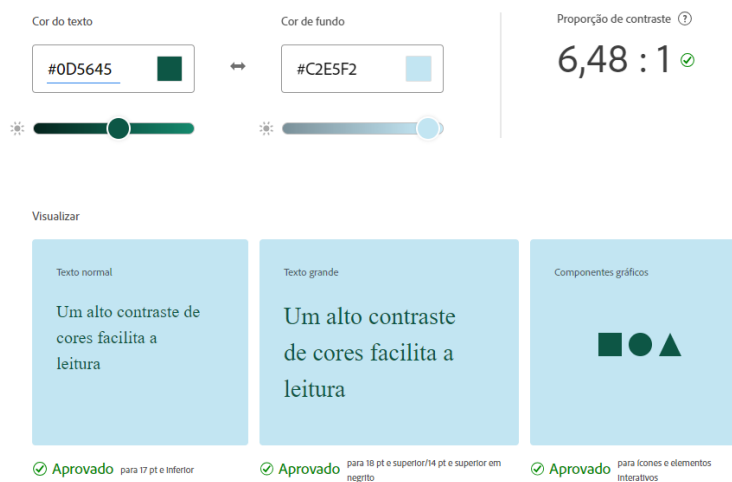 Cor do texto
Cor de fundo
Proporção de contraste ?
#0D5645
#C2E5F2
6,48 : 1
Visualizar
Texto normal
Um alto contraste de
cores facilita a
leitura
Texto grande
Um alto contraste
de cores facilita a
leitura
Componentes gráficos
Aprovado para 17 pt e inferior
Aprovado para 18 pt e superior/14 pt e superior em
negrito
Aprovado para ícones e elementos
interativos